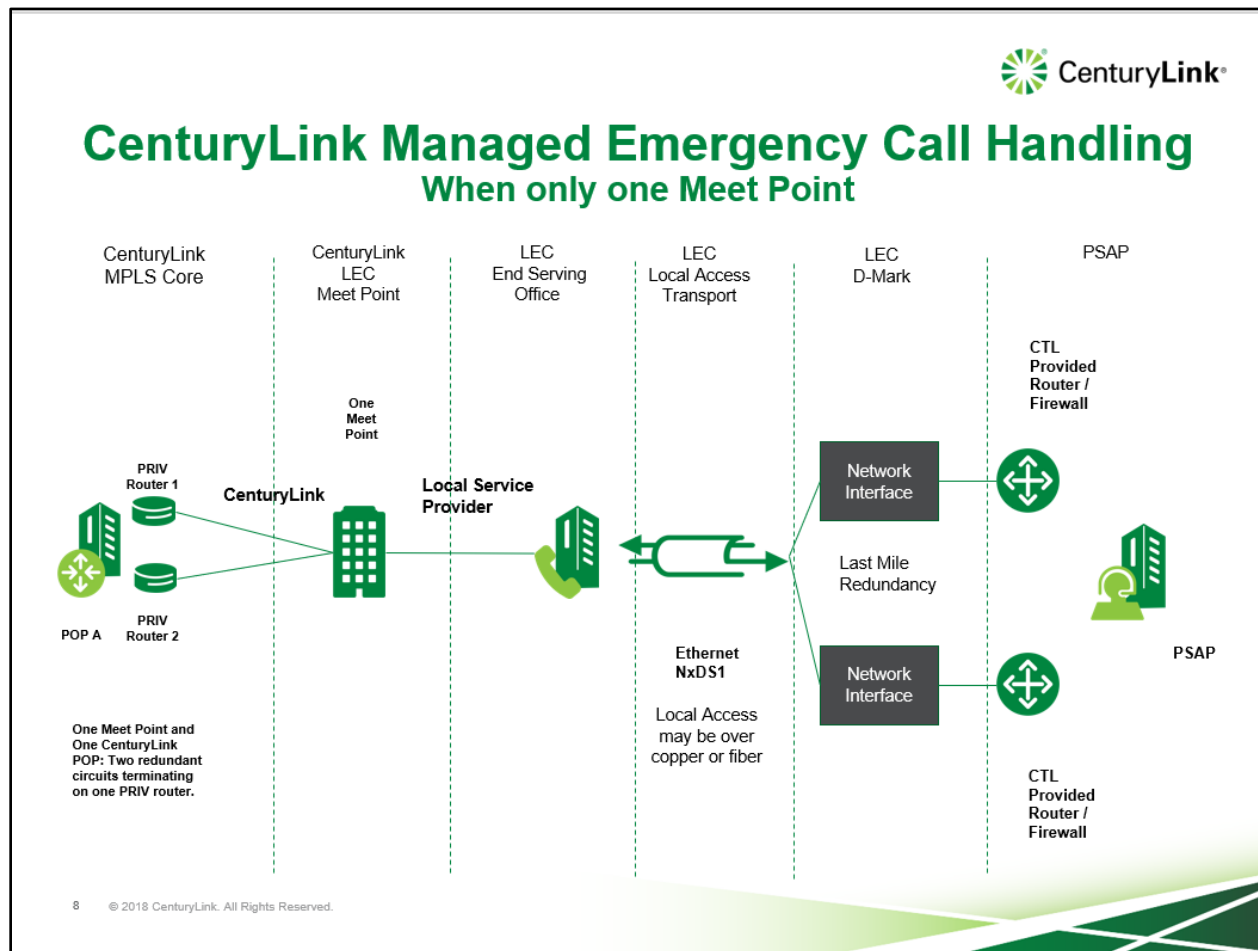 CenturyLink®
CenturyLink Managed Emergency Call Handling
When only one Meet Point
CenturyLink
MPLS Core
CenturyLink
LEC
Meet Point
LEC
End Serving
Office
LEC
Local Access
Transport
LEC
D-Mark
PSAP
CTL
Provided
Router /
Firewall
One
Meet
Point
PRIV
Router 1
CenturyLink
Local Service
Provider
Network
Interface
Last Mile
Redundancy
POP A
PRIV
Router 2
Ethernet
NxDS1
Local Access
may be over
copper or fiber
Network
Interface
PSAP
One Meet Point and
One CenturyLink
POP: Two redundant
circuits terminating
on one PRIV router.
CTL
Provided
Router /
Firewall
8 © 2018 CenturyLink. All Rights Reserved.